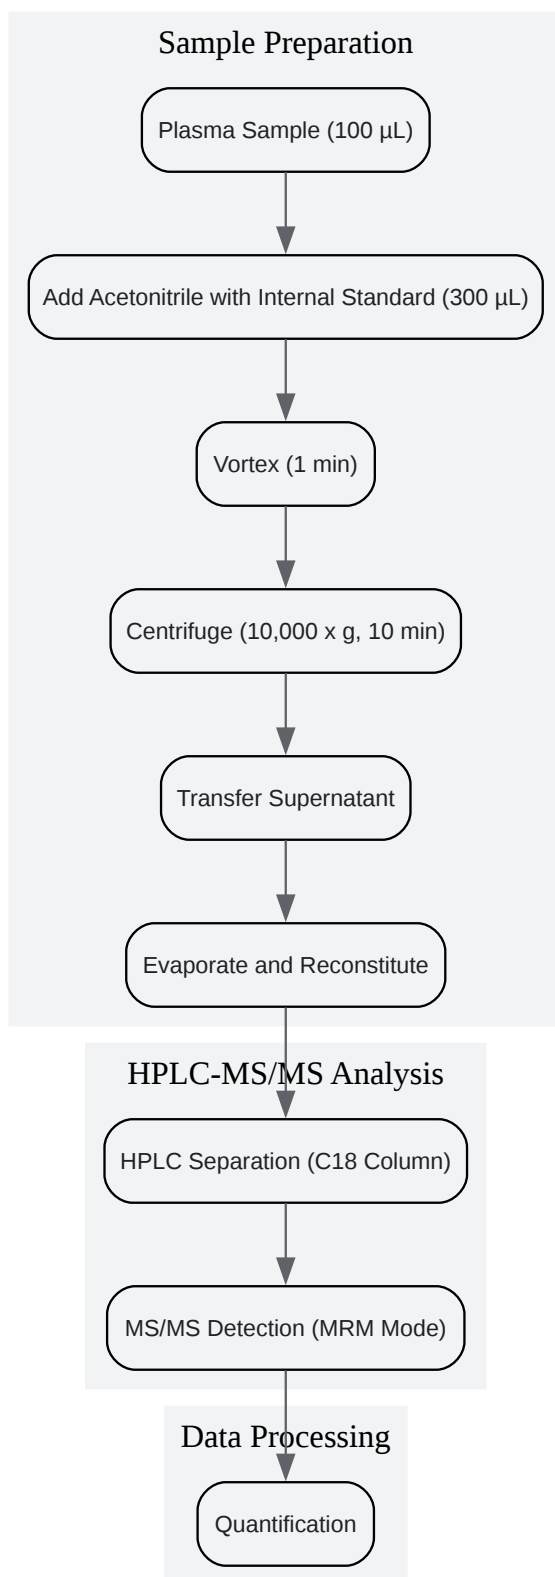 Sample Preparation
Plasma Sample (100 µL)
Add Acetonitrile with Internal Standard (300 µL)
Vortex (1 min)
Centrifuge (10,000 x g, 10 min)
Transfer Supernatant
Evaporate and Reconstitute
HPLC-MS/MS Analysis
HPLC Separation (C18 Column)
MS/MS Detection (MRM Mode)
Data Processing
Quantification